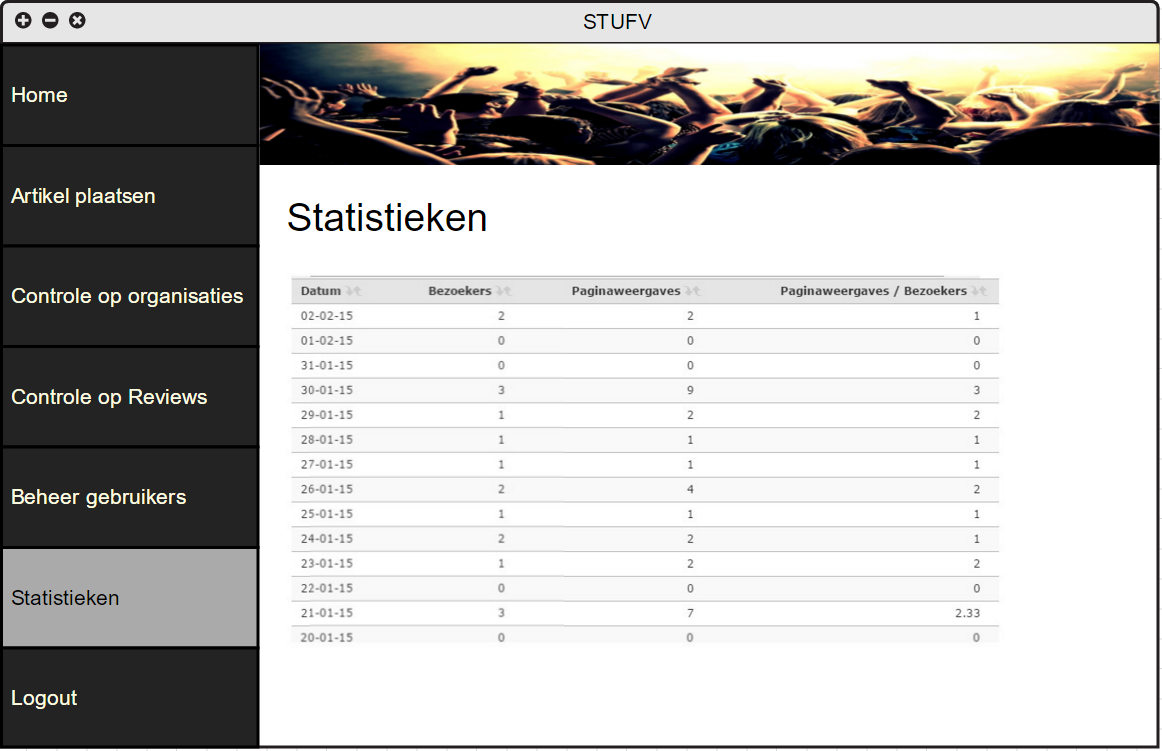 STUFV
Home
Artikel plaatsen
Controle op organisaties
Controle op Reviews
Beheer gebruikers
Statistieken
Logout
Statistieken
Datum Bezoekers Paginaweergaves Paginaweergaves / Bezoekers
02-02-15 2 2 1
01-02-15 0 0 0
31-01-15 0 0 0
30-01-15 3 9 3
29-01-15 1 2 2
28-01-15 1 1 1
27-01-15 1 1 1
26-01-15 2 4 2
25-01-15 1 1 1
24-01-15 2 2 1
23-01-15 1 2 2
22-01-15 0 0 0
21-01-15 3 7 2.33
20-01-15 0 0 0